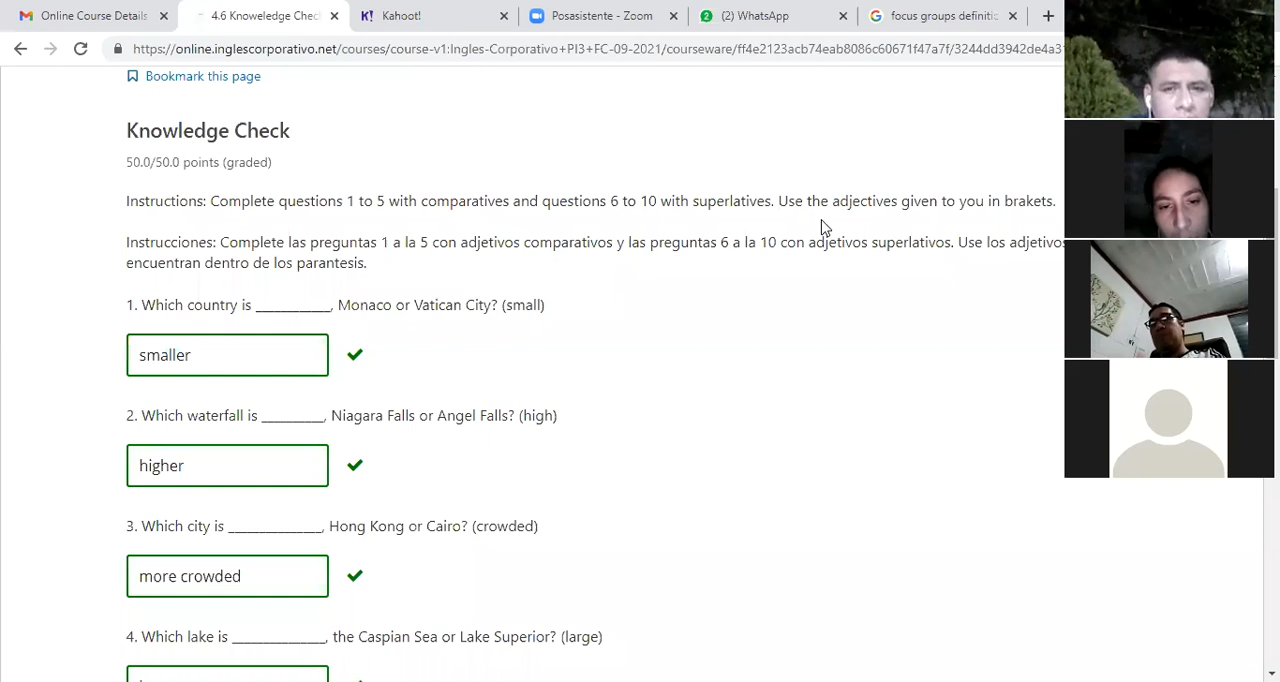 Online Course Details
4.6 Knowledge Chec
Kahoot!
Posasistente - Zoom
(2) WhatsApp
focus groups definitic
https://online.inglescorporativo.net/courses/course-v1:Ingles-Corporativo+PI3+FC-09-2021/courseware/ff4e2123acb74eab8086c60671f47a7f/3244dd3942de4a3
Bookmark this page
Knowledge Check
50.0/50.0 points (graded)
Instructions: Complete questions 1 to 5 with comparatives and questions 6 to 10 with superlatives. Use the adjectives given to you in brakets.
Instrucciones: Complete las preguntas 1 a la 5 con adjetivos comparativos y las preguntas 6 a la 10 con adjetivos superlativos. Use los adjetivos
encuentran dentro de los parantesis.
1. Which country is ___________, Monaco or Vatican City? (small)
smaller
2. Which waterfall is _________, Niagara Falls or Angel Falls? (high)
higher
3. Which city is ______________, Hong Kong or Cairo? (crowded)
more crowded
4. Which lake is ______________, the Caspian Sea or Lake Superior? (large)